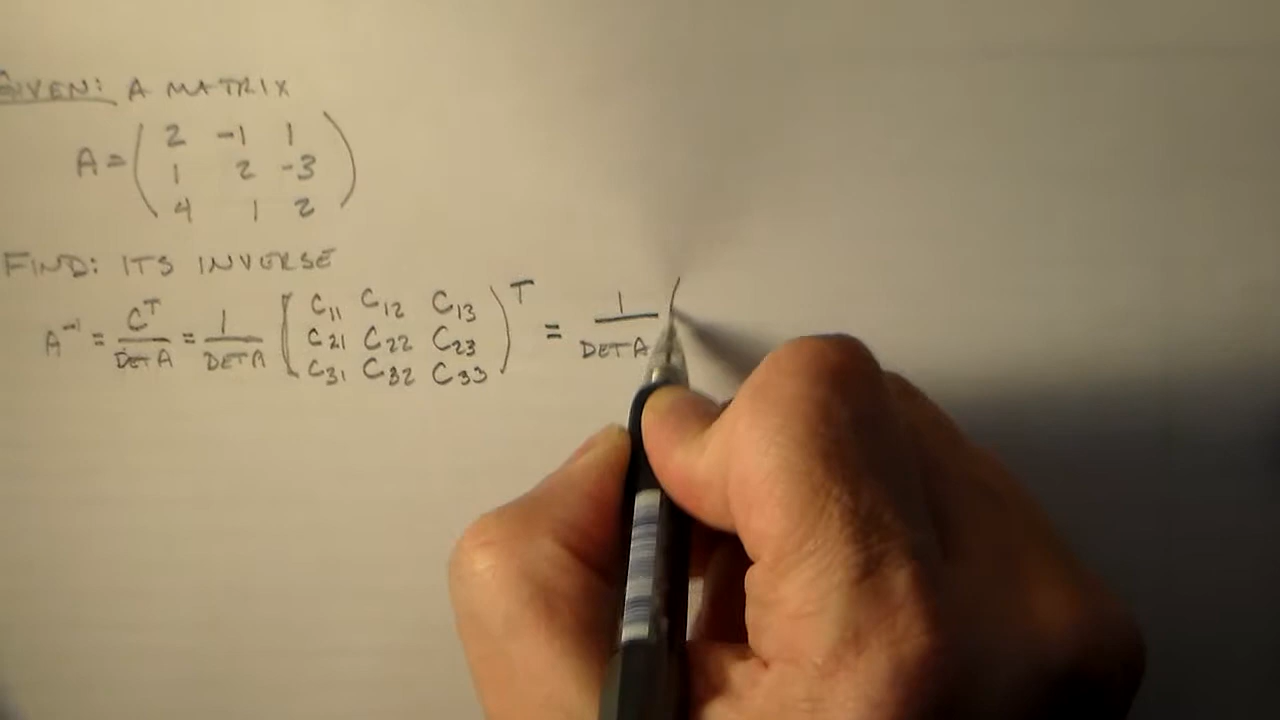 GIVEN: A MATRIX
A = ( 2 -1 1
1 2 -3
4 1 2 )
FIND: ITS INVERSE
A⁻¹ = Cᵀ / DET A = 1 / DET A ( C₁₁ C₁₂ C₁₃
C₂₁ C₂₂ C₂₃
C₃₁ C₃₂ C₃₃ )ᵀ = 1 / DET A (